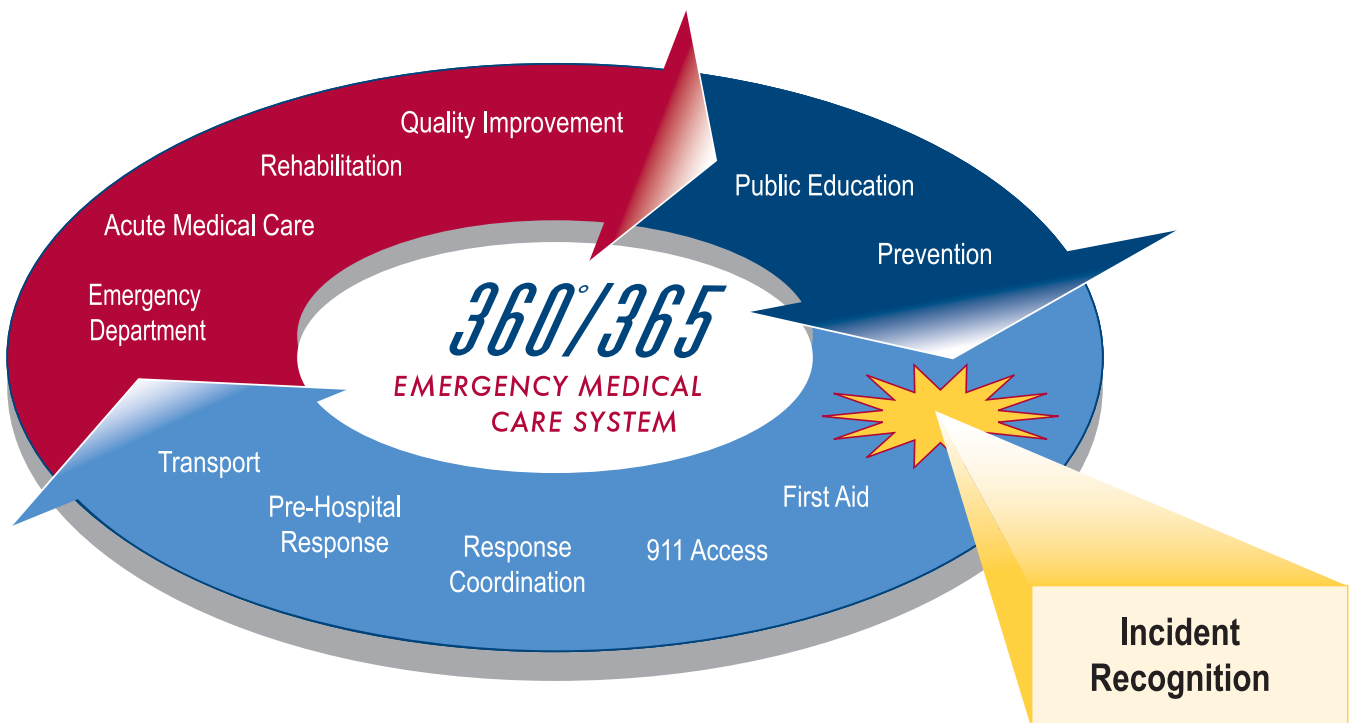 Quality Improvement
Rehabilitation
Acute Medical Care
Emergency
Department
Public Education
Prevention
360°/365
EMERGENCY MEDICAL
CARE SYSTEM
Transport
Pre-Hospital
Response
Response
Coordination
911 Access
First Aid
Incident
Recognition